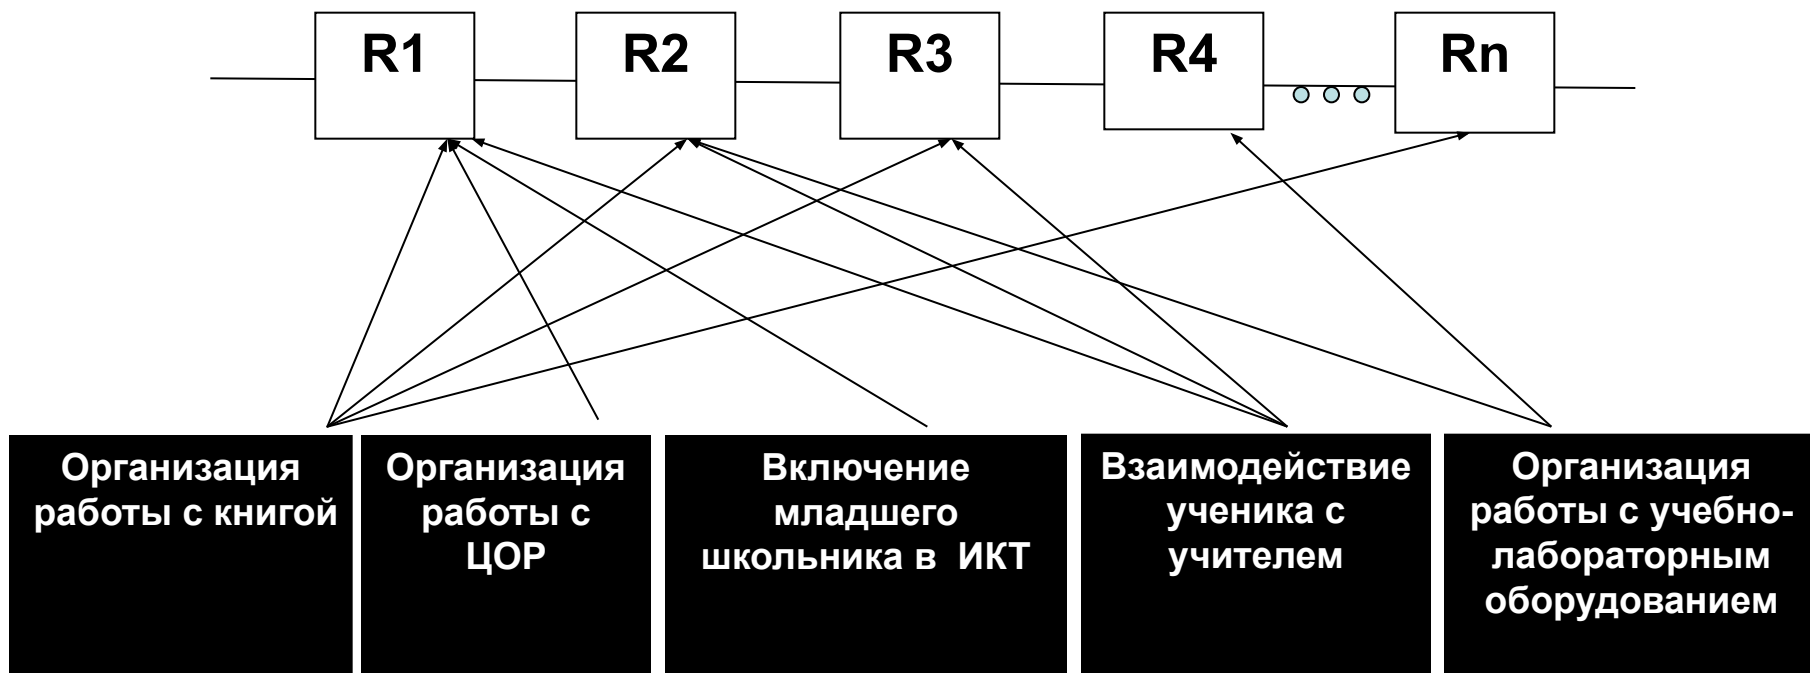 R1
R2
R3
R4
Rn
Организация
работы с книгой
Организация
работы с
ЦОР
Включение
младшего
школьника в ИКТ
Взаимодействие
ученика с
учителем
Организация
работы с учебно-
лабораторным
оборудованием